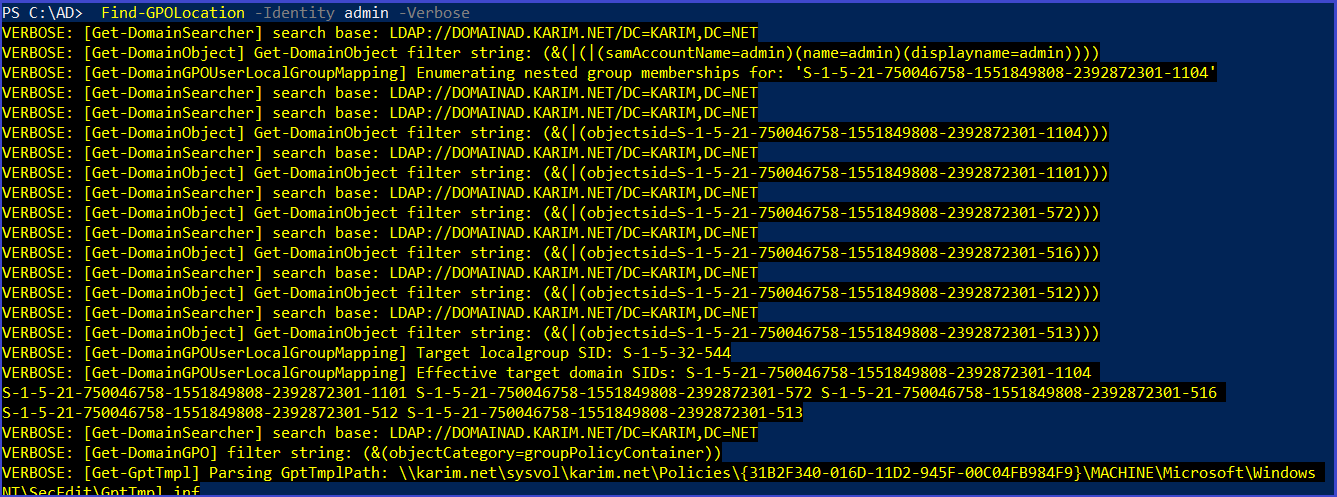 PS C:\AD>  Find-GPOLocation -Identity admin -Verbose
VERBOSE: [Get-DomainSearcher] search base: LDAP://DOMAINAD.KARIM.NET/DC=KARIM,DC=NET
VERBOSE: [Get-DomainObject] Get-DomainObject filter string: (&(|(|(samAccountName=admin)(name=admin)(displayname=admin))))
VERBOSE: [Get-DomainGPOUserLocalGroupMapping] Enumerating nested group memberships for: 'S-1-5-21-750046758-1551849808-2392872301-1104'
VERBOSE: [Get-DomainSearcher] search base: LDAP://DOMAINAD.KARIM.NET/DC=KARIM,DC=NET
VERBOSE: [Get-DomainSearcher] search base: LDAP://DOMAINAD.KARIM.NET/DC=KARIM,DC=NET
VERBOSE: [Get-DomainObject] Get-DomainObject filter string: (&(|(objectsid=S-1-5-21-750046758-1551849808-2392872301-1104)))
VERBOSE: [Get-DomainSearcher] search base: LDAP://DOMAINAD.KARIM.NET/DC=KARIM,DC=NET
VERBOSE: [Get-DomainObject] Get-DomainObject filter string: (&(|(objectsid=S-1-5-21-750046758-1551849808-2392872301-1101)))
VERBOSE: [Get-DomainSearcher] search base: LDAP://DOMAINAD.KARIM.NET/DC=KARIM,DC=NET
VERBOSE: [Get-DomainObject] Get-DomainObject filter string: (&(|(objectsid=S-1-5-21-750046758-1551849808-2392872301-572)))
VERBOSE: [Get-DomainSearcher] search base: LDAP://DOMAINAD.KARIM.NET/DC=KARIM,DC=NET
VERBOSE: [Get-DomainObject] Get-DomainObject filter string: (&(|(objectsid=S-1-5-21-750046758-1551849808-2392872301-516)))
VERBOSE: [Get-DomainSearcher] search base: LDAP://DOMAINAD.KARIM.NET/DC=KARIM,DC=NET
VERBOSE: [Get-DomainObject] Get-DomainObject filter string: (&(|(objectsid=S-1-5-21-750046758-1551849808-2392872301-512)))
VERBOSE: [Get-DomainSearcher] search base: LDAP://DOMAINAD.KARIM.NET/DC=KARIM,DC=NET
VERBOSE: [Get-DomainObject] Get-DomainObject filter string: (&(|(objectsid=S-1-5-21-750046758-1551849808-2392872301-513)))
VERBOSE: [Get-DomainGPOUserLocalGroupMapping] Target localgroup SID: S-1-5-32-544
VERBOSE: [Get-DomainGPOUserLocalGroupMapping] Effective target domain SIDs: S-1-5-21-750046758-1551849808-2392872301-1104
S-1-5-21-750046758-1551849808-2392872301-1101 S-1-5-21-750046758-1551849808-2392872301-572 S-1-5-21-750046758-1551849808-2392872301-516
S-1-5-21-750046758-1551849808-2392872301-512 S-1-5-21-750046758-1551849808-2392872301-513
VERBOSE: [Get-DomainSearcher] search base: LDAP://DOMAINAD.KARIM.NET/DC=KARIM,DC=NET
VERBOSE: [Get-DomainGPO] filter string: (&(objectCategory=groupPolicyContainer))
VERBOSE: [Get-GptTmpl] Parsing GptTmplPath: \\karim.net\sysvol\karim.net\Policies\{31B2F340-016D-11D2-945F-00C04FB984F9}\MACHINE\Microsoft\Windows
NT\SecEdit\GptTmpl.inf